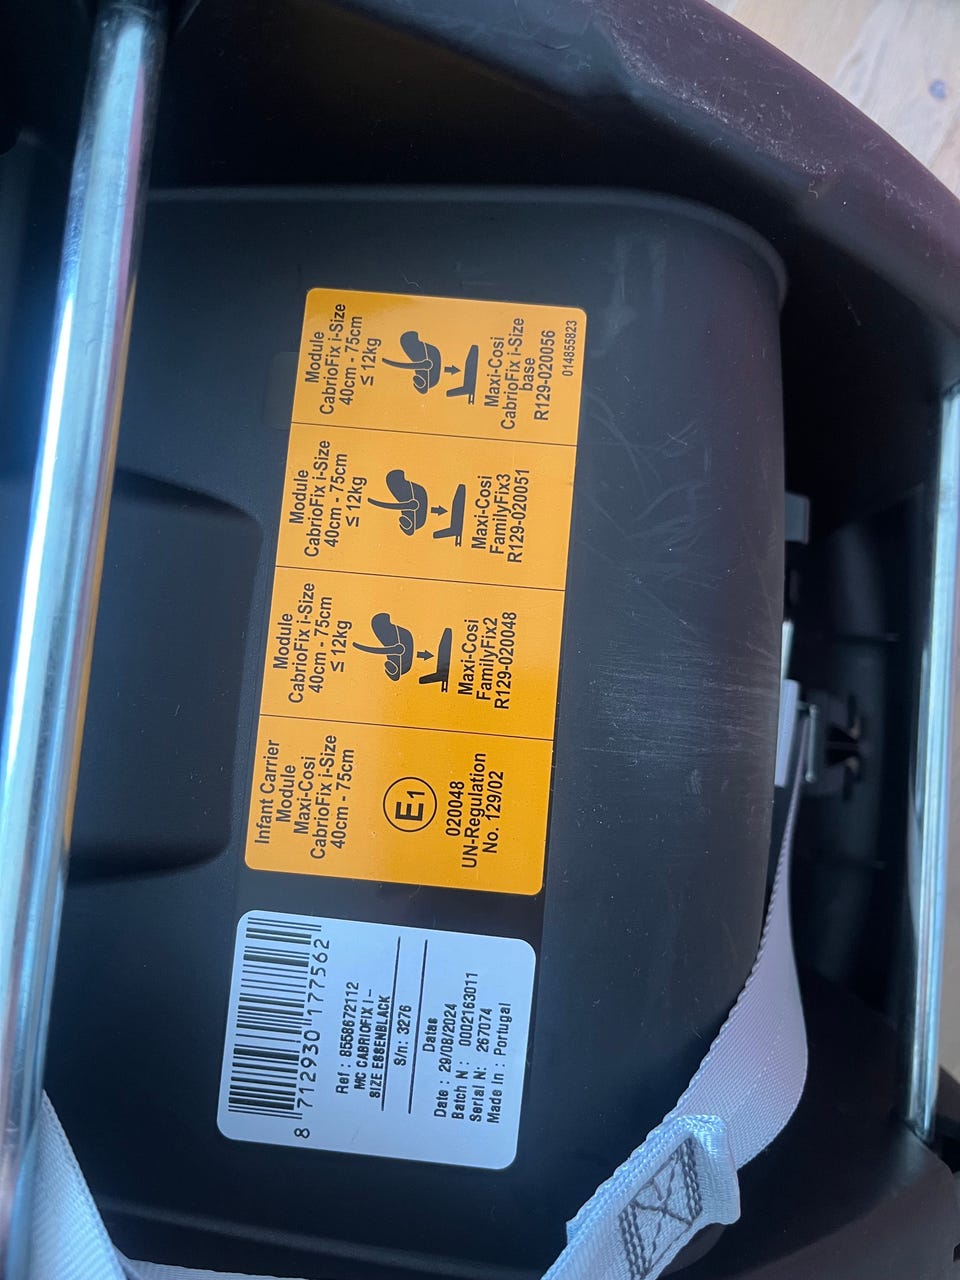 Infant Carrier
Module
Maxi-Cosi
CabrioFix i-Size
40cm - 75cm
E1
020048
UN-Regulation
No. 129/02
Module
CabrioFix i-Size
40cm - 75cm
≤ 12kg
Maxi-Cosi
FamilyFix2
R129-020048
Module
CabrioFix i-Size
40cm - 75cm
≤ 12kg
Maxi-Cosi
FamilyFix3
R129-020051
Module
CabrioFix i-Size
40cm - 75cm
≤ 12kg
Maxi-Cosi
CabrioFix i-Size
base
R129-020056
014855823
8 712930 177562
Ref : 8558672112
MC CABRIOFIX I -
SIZE ESSENBLACK
S/n: 3276
Datas
Date : 29/08/2024
Batch N : 0002163011
Serial N: 267074
Made In : Portugal